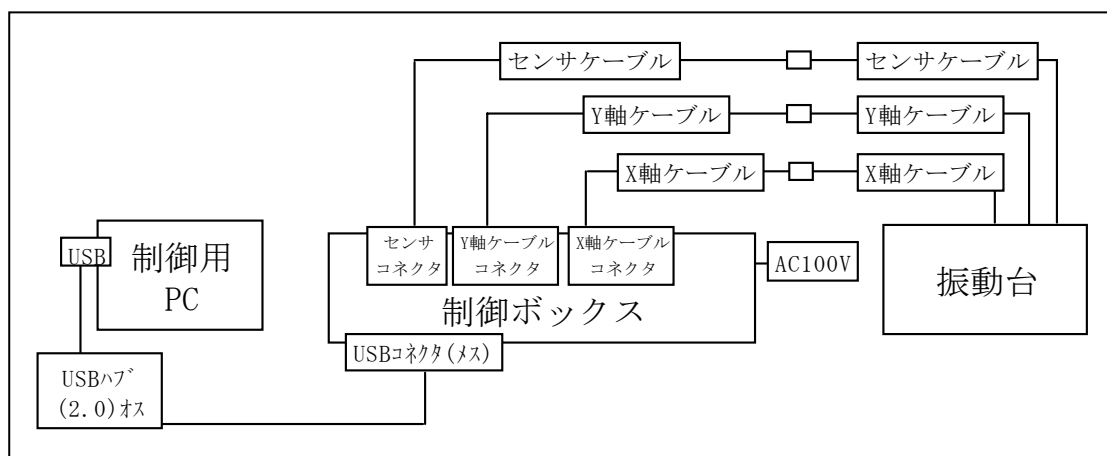 センサケーブル
センサケーブル
Y軸ケーブル
Y軸ケーブル
X軸ケーブル
X軸ケーブル
USB
制御用
PC
センサ
コネクタ
Y軸ケーブル
コネクタ
X軸ケーブル
コネクタ
AC100V
制御ボックス
振動台
USBｺﾈｸﾀ(ﾒｽ)
USBﾊﾌﾞ
(2.0)ｵｽ